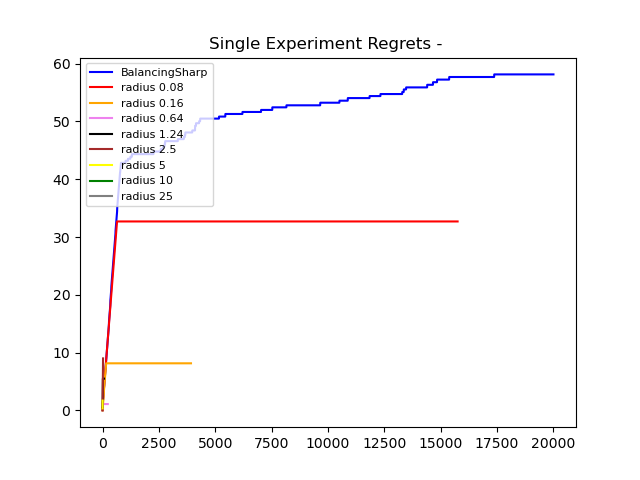 Single Experiment Regrets -
60
50
40
30
20
10
0
BalancingSharp
radius 0.08
radius 0.16
radius 0.64
radius 1.24
radius 2.5
radius 5
radius 10
radius 25
0 2500 5000 7500 10000 12500 15000 17500 20000